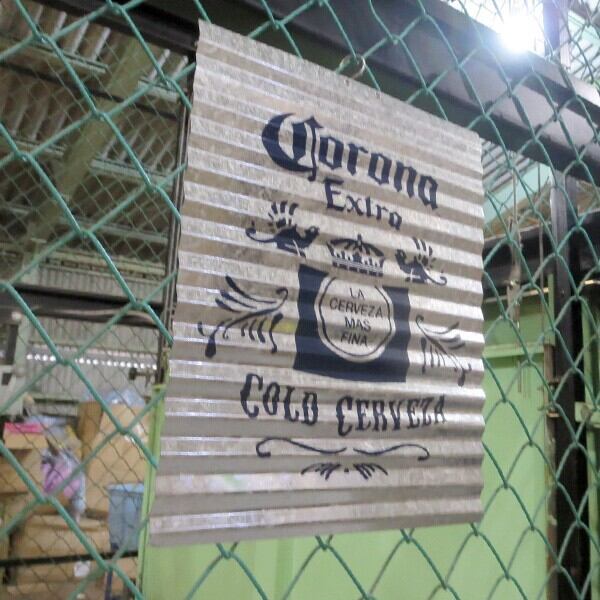 Corona
Extra
LA
CERVEZA
MAS
FINA
COLD CERVEZA